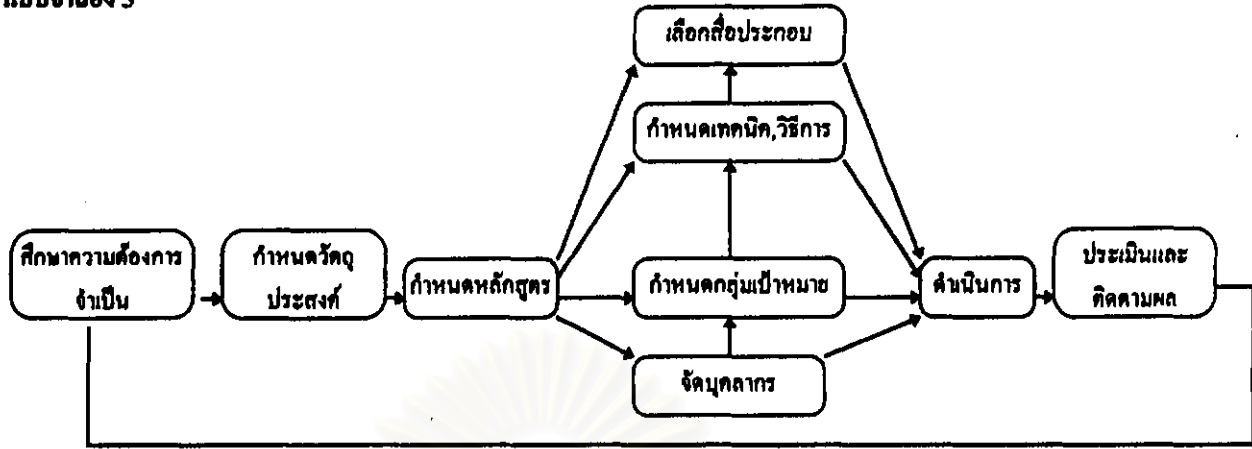 เลือกสื่อประกอบ
กำหนดเทคนิค,วิธีการ
ศึกษาความต้องการ
จำเป็น
กำหนดวัตถุ
ประสงค์
กำหนดหลักสูตร
กำหนดกลุ่มเป้าหมาย
ดำเนินการ
ประเมินและ
ติดตามผล
จัดบุคลากร